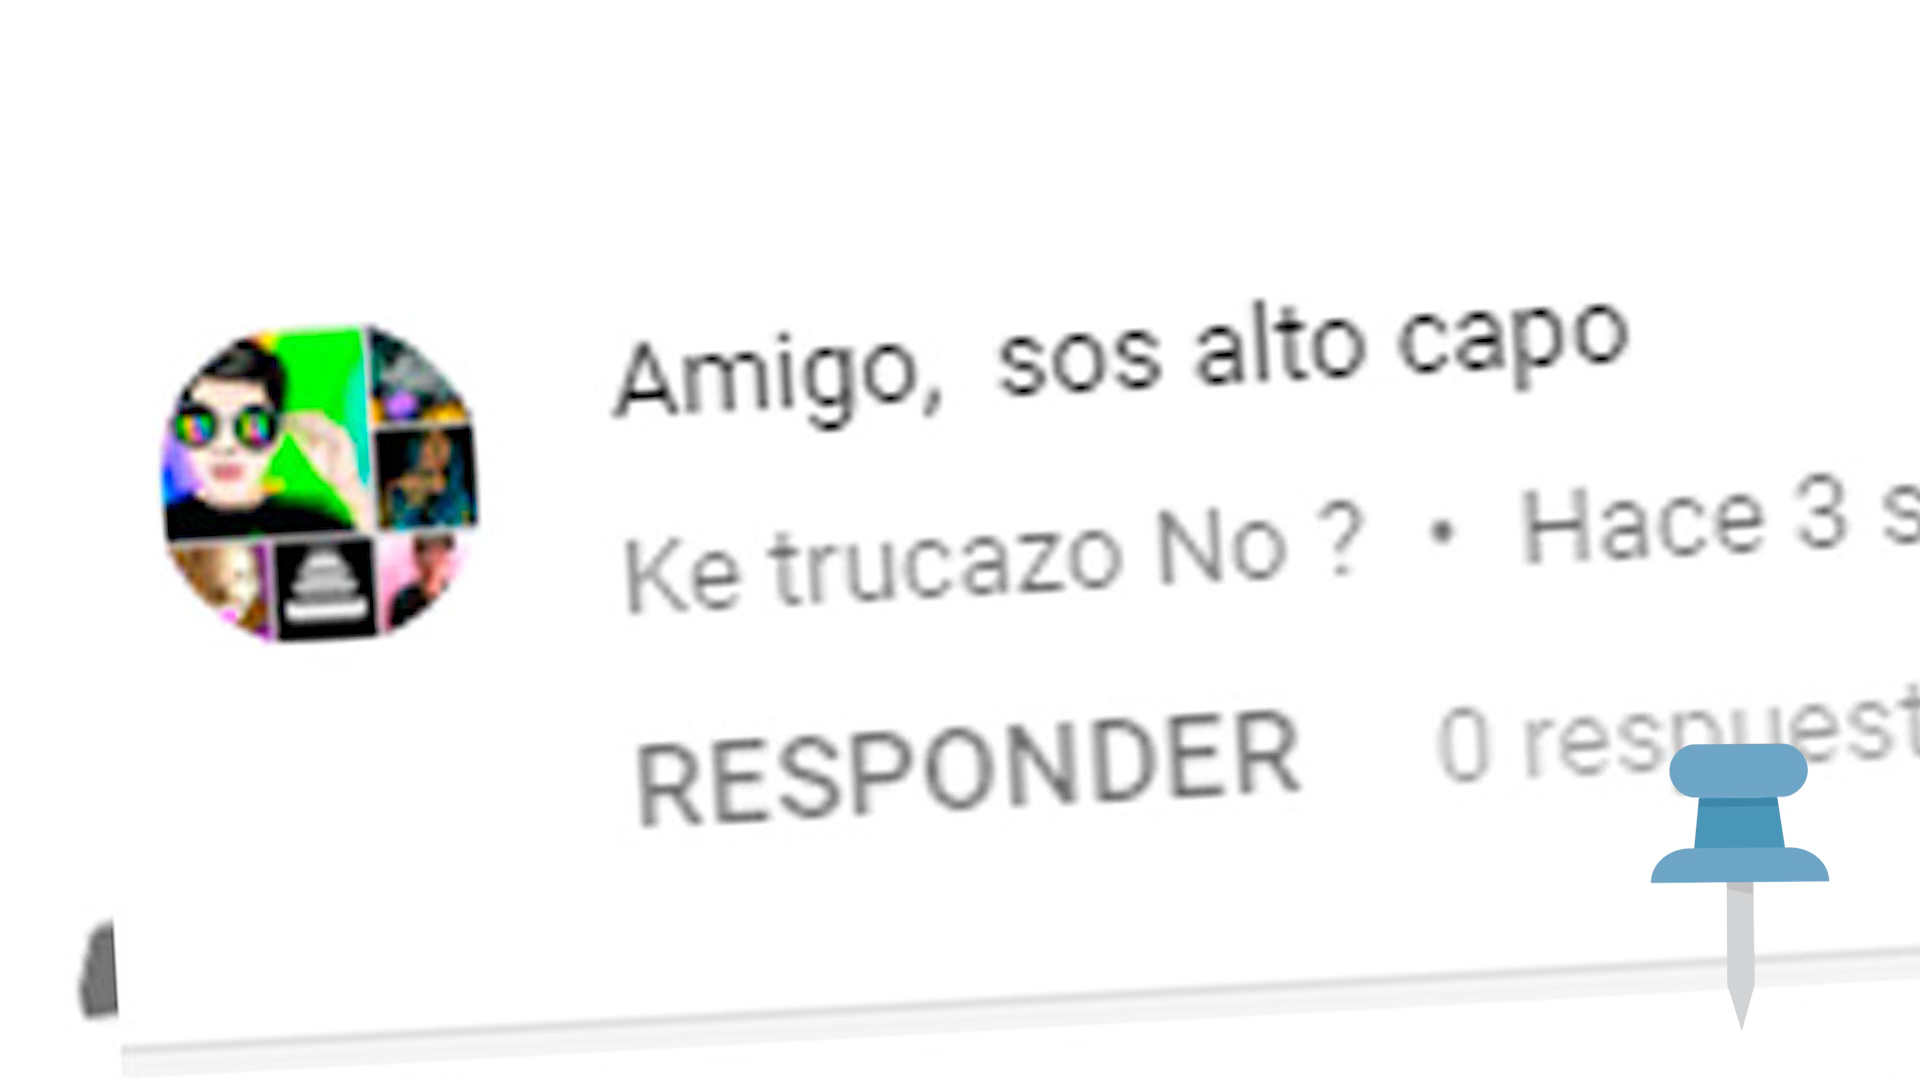 Amigo, sos alto capo
Ke trucazo No ? • Hace 3
RESPONDER 0